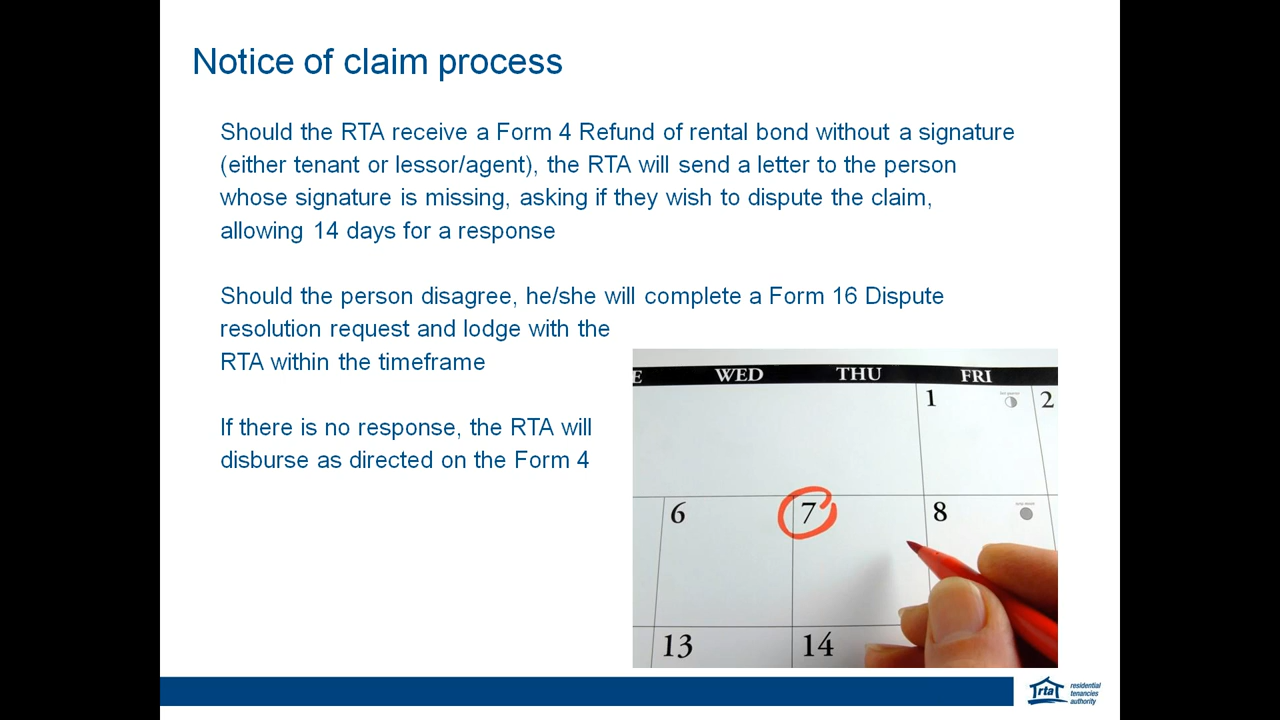 Notice of claim process
Should the RTA receive a Form 4 Refund of rental bond without a signature
(either tenant or lessor/agent), the RTA will send a letter to the person
whose signature is missing, asking if they wish to dispute the claim,
allowing 14 days for a response
Should the person disagree, he/she will complete a Form 16 Dispute
resolution request and lodge with the
RTA within the timeframe
If there is no response, the RTA will
disburse as directed on the Form 4
E WED THU FRI
1 2
6 7 8
13 14
rta
residential
tenancies
authority